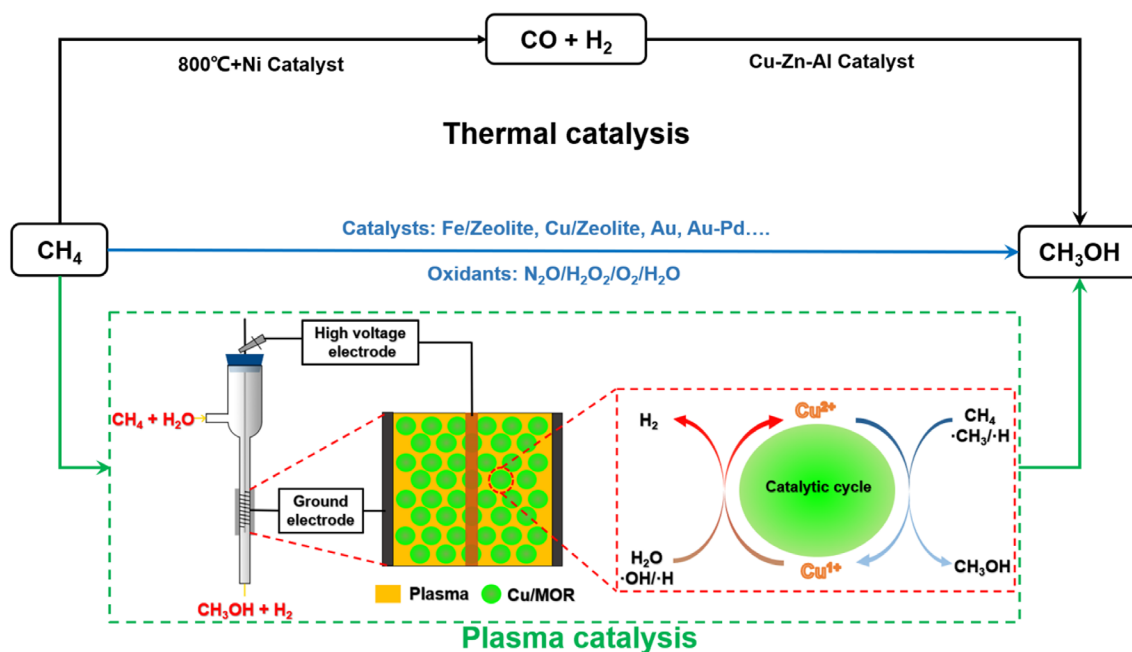 CO + H₂
800℃+Ni Catalyst
Cu-Zn-Al Catalyst
Thermal catalysis
Catalysts: Fe/Zeolite, Cu/Zeolite, Au, Au-Pd….
CH₄
CH₃OH
Oxidants: N₂O/H₂O₂/O₂/H₂O
High voltage
electrode
CH₄ + H₂O
Ground
electrode
CH₃OH + H₂
Plasma
Cu/MOR
H₂
Cu²⁺
CH₄
·CH₃/·H
Catalytic cycle
H₂O
·OH/·H
Cu¹⁺
CH₃OH
Plasma catalysis